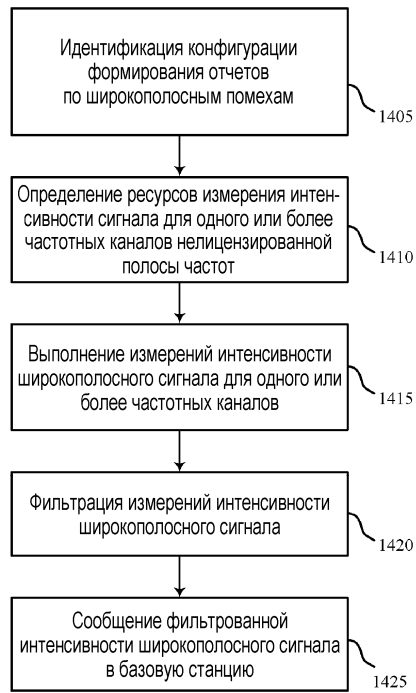 Идентификация конфигурации
формирования отчетов
по широкополосным помехам
1405
Определение ресурсов измерения интен-
сивности сигнала для одного или более
частотных каналов нелицензированной
полосы частот
1410
Выполнение измерений интенсивности
широкополосного сигнала для одного или
более частотных каналов
1415
Фильтрация измерений интенсивности
широкополосного сигнала
1420
Сообщение фильтрованной
интенсивности широкополосного сигнала
в базовую станцию
1425